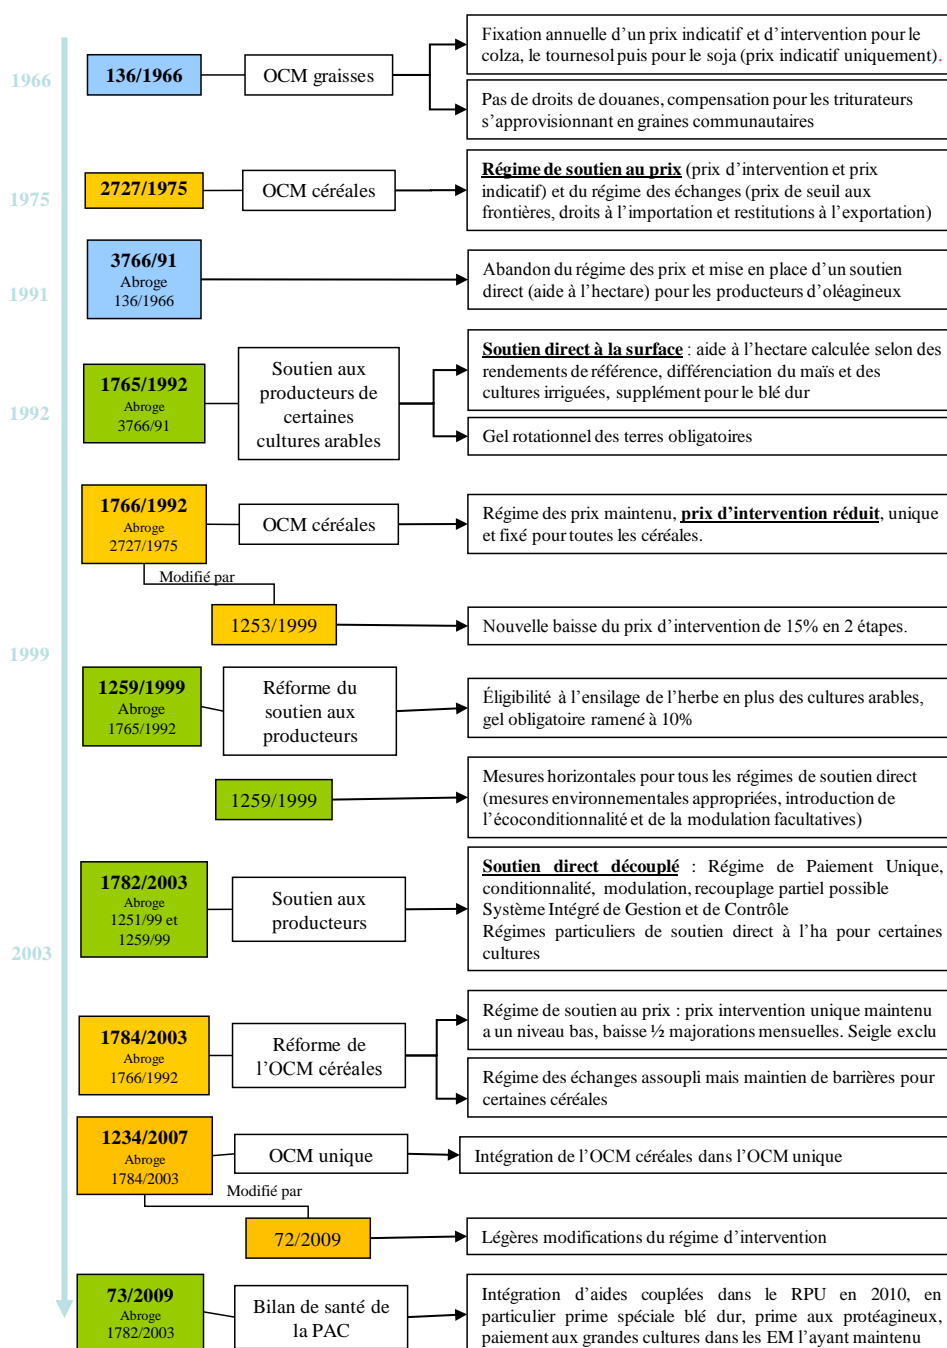 1966
136/1966
OCM graisses
Fixation annuelle d'un prix indicatif et d'intervention pour le
colza, le tournesol puis pour le soja (prix indicatif uniquement).
Pas de droits de douanes, compensation pour les triturateurs
s'approvisionnant en graines communautaires
1975
2727/1975
OCM céréales
Régime de soutien au prix (prix d'intervention et prix
indicatif) et du régime des échanges (prix de seuil aux
frontières, droits à l'importation et restitutions à l'exportation)
1991
3766/91
Abroge
136/1966
Abandon du régime des prix et mise en place d'un soutien
direct (aide à l'hectare) pour les producteurs d'oléagineux
1992
1765/1992
Abroge
3766/91
Soutien aux
producteurs de
certaines
cultures arables
Soutien direct à la surface : aide à l'hectare calculée selon des
rendements de référence, différenciation du maïs et des
cultures irriguées, supplément pour le blé dur
Gel rotationnel des terres obligatoires
1766/1992
Abroge
2727/1975
OCM céréales
Régime des prix maintenu, prix d'intervention réduit, unique
et fixé pour toutes les céréales.
Modifié par
1253/1999
Nouvelle baisse du prix d'intervention de 15% en 2 étapes.
1999
1259/1999
Abroge
1765/1992
Réforme du
soutien aux
producteurs
Éligibilité à l'ensilage de l'herbe en plus des cultures arables,
gel obligatoire ramené à 10%
1259/1999
Mesures horizontales pour tous les régimes de soutien direct
(mesures environnementales appropriées, introduction de
l'écoconditionnalité et de la modulation facultatives)
2003
1782/2003
Abroge
1251/99 et
1259/99
Soutien aux
producteurs
Soutien direct découplé : Régime de Paiement Unique,
conditionnalité, modulation, recouplage partiel possible
Système Intégré de Gestion et de Contrôle
Régimes particuliers de soutien direct à l'ha pour certaines
cultures
1784/2003
Abroge
1766/1992
Réforme de
l'OCM céréales
Régime de soutien au prix : prix intervention unique maintenu
a un niveau bas, baisse ½ majorations mensuelles. Seigle exclu
Régime des échanges assoupli mais maintien de barrières pour
certaines céréales
1234/2007
Abroge
1784/2003
OCM unique
Intégration de l'OCM céréales dans l'OCM unique
Modifié par
72/2009
Légères modifications du régime d'intervention
73/2009
Abroge
1782/2003
Bilan de santé de
la PAC
Intégration d'aides couplées dans le RPU en 2010, en
particulier prime spéciale blé dur, prime aux protéagineux,
paiement aux grandes cultures dans les EM l'ayant maintenu